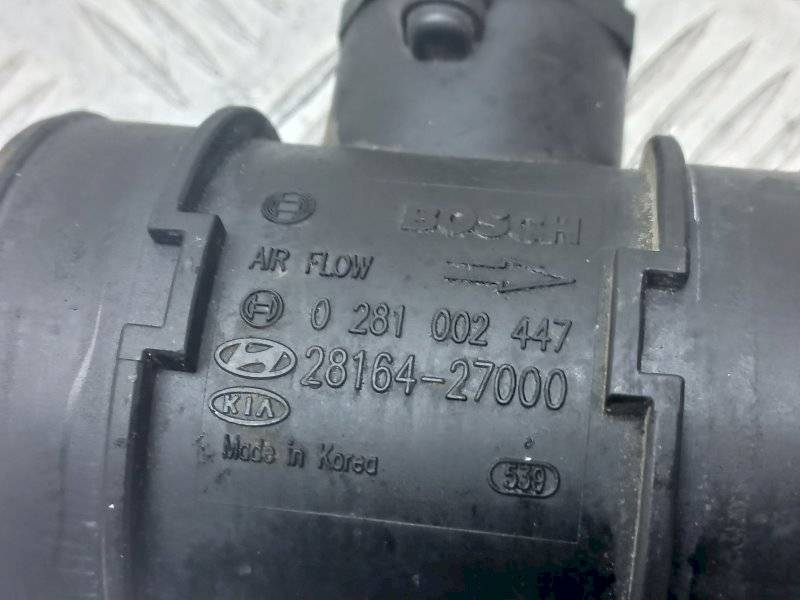 BOSCH
AIR FLOW
0 281 002 447
28164-27000
KIA
Made in Korea
539